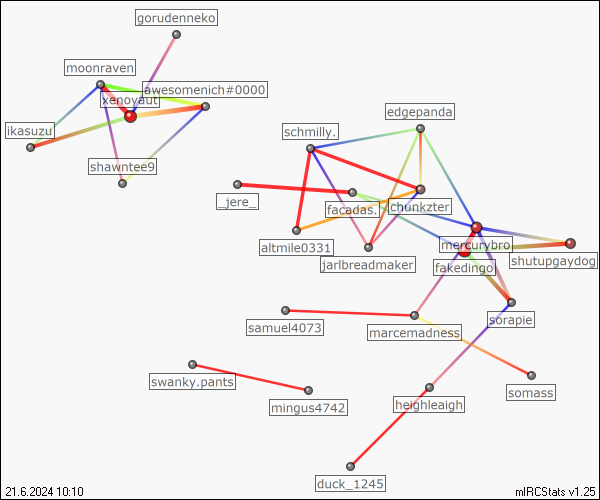 gorudenneko
moonraven
awesomenich#0000
xenoyaut
edgepanda
ikasuzu
schmilly.
shawntee9
_jere_
facadas.
chunkzter
altmile0331
mercurybro
jarlbreadmaker
fakedingo
shutupgaydog
samuel4073
marcemadness
sorapie
swanky.pants
mingus4742
heighleaigh
somass
duck_1245
21.6.2024 10:10
mIRCStats v1.25